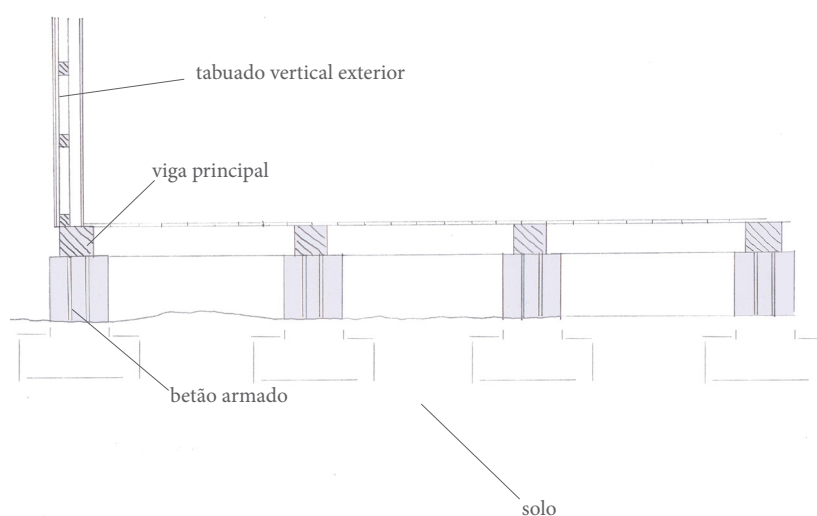 tabuado vertical exterior
viga principal
betão armado
solo